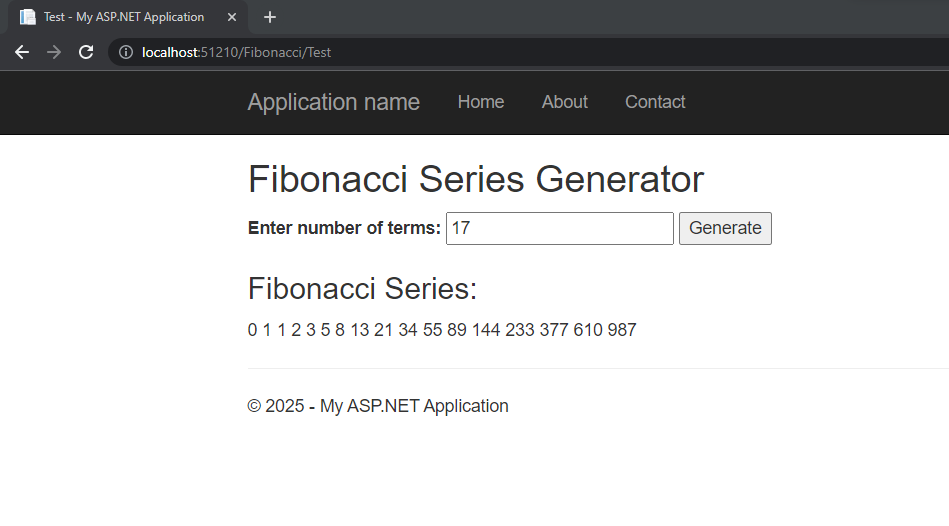 Test - My ASP.NET Application
localhost:51210/Fibonacci/Test
Application name Home About Contact
Fibonacci Series Generator
Enter number of terms: 17 Generate
Fibonacci Series:
0 1 1 2 3 5 8 13 21 34 55 89 144 233 377 610 987
© 2025 - My ASP.NET Application